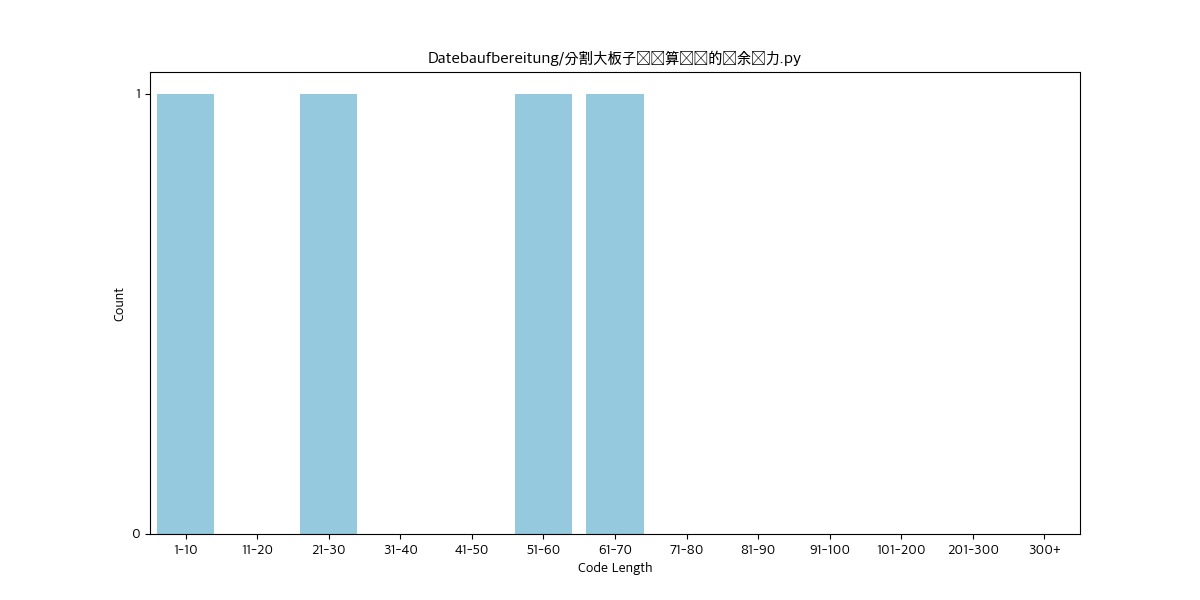 Datebaufbereitung/分割大板子☒☒算☒☒的☒余☒力.py
1
0
Count
1-10 11-20 21-30 31-40 41-50 51-60 61-70 71-80 81-90 91-100 101-200 201-300 300+
Code Length